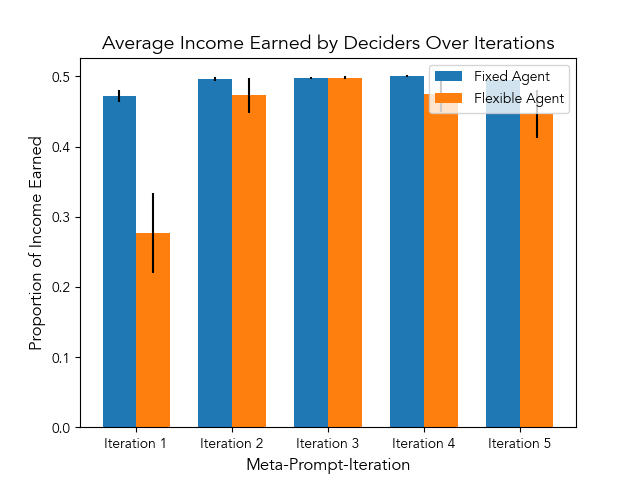 Average Income Earned by Deciders Over Iterations
Fixed Agent
Flexible Agent
Proportion of Income Earned
0.5
0.4
0.3
0.2
0.1
0.0
Iteration 1
Iteration 2
Iteration 3
Iteration 4
Iteration 5
Meta-Prompt-Iteration